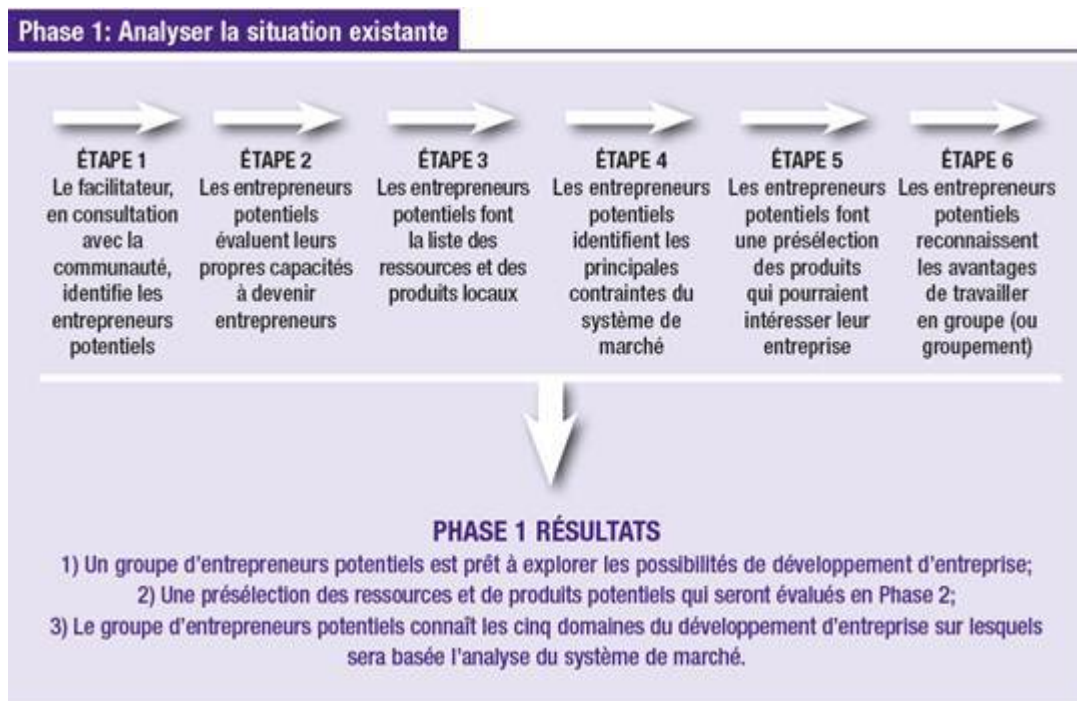 Phase 1: Analyser la situation existante
ÉTAPE 1
Le facilitateur,
en consultation
avec la
communauté,
identifie les
entrepreneurs
potentiels
ÉTAPE 2
Les entrepreneurs
potentiels
évaluent leurs
propres capacités
à devenir
entrepreneurs
ÉTAPE 3
Les entrepreneurs
potentiels font
la liste des
ressources et des
produits locaux
ÉTAPE 4
Les entrepreneurs
potentiels
identifient les
principales
contraintes du
système de
marché
ÉTAPE 5
Les entrepreneurs
potentiels font
une présélection
des produits
qui pourraient
intéresser leur
entreprise
ÉTAPE 6
Les entrepreneurs
potentiels
reconnaissent
les avantages
de travailler
en groupe (ou
groupement)
PHASE 1 RÉSULTATS
1) Un groupe d'entrepreneurs potentiels est prêt à explorer les possibilités de développement d'entreprise;
2) Une présélection des ressources et de produits potentiels qui seront évalués en Phase 2;
3) Le groupe d'entrepreneurs potentiels connaît les cinq domaines du développement d'entreprise sur lesquels
sera basée l'analyse du système de marché.